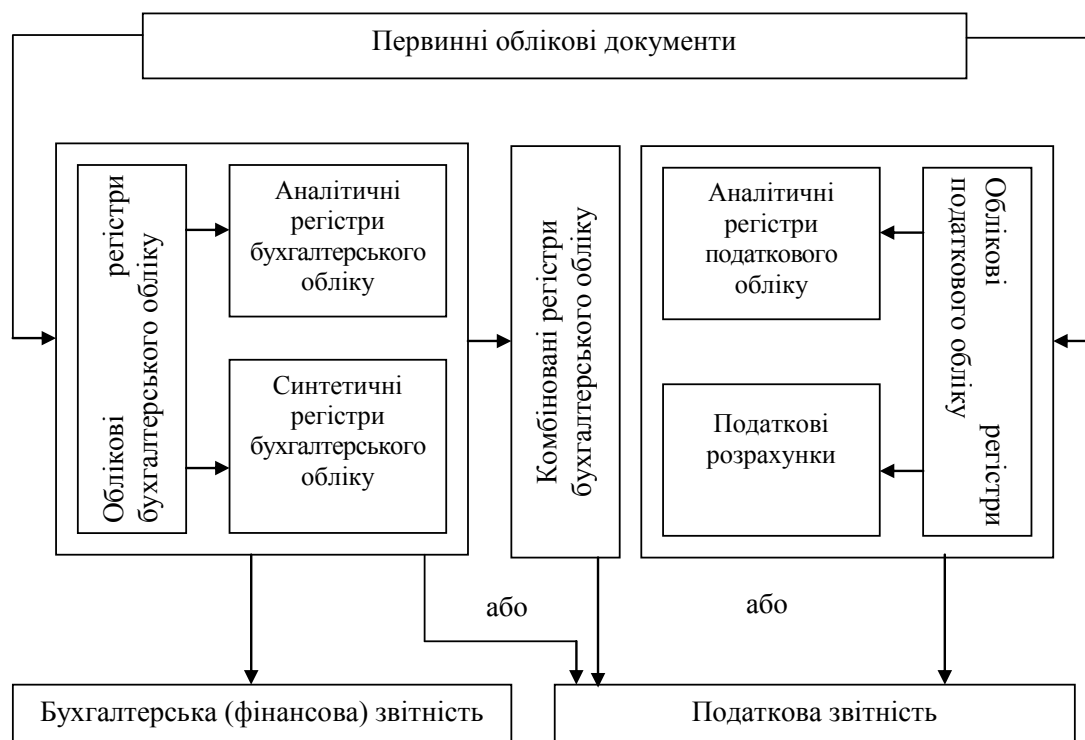 Первинні облікові документи
Облікові регістри
бухгалтерського обліку
Аналітичні
регістри
бухгалтерського
обліку
Синтетичні
регістри
бухгалтерського
обліку
Комбіновані регістри
бухгалтерського обліку
Аналітичні
регістри
податкового
обліку
Податкові
розрахунки
Облікові регістри
податкового обліку
або
або
Бухгалтерська (фінансова) звітність
Податкова звітність